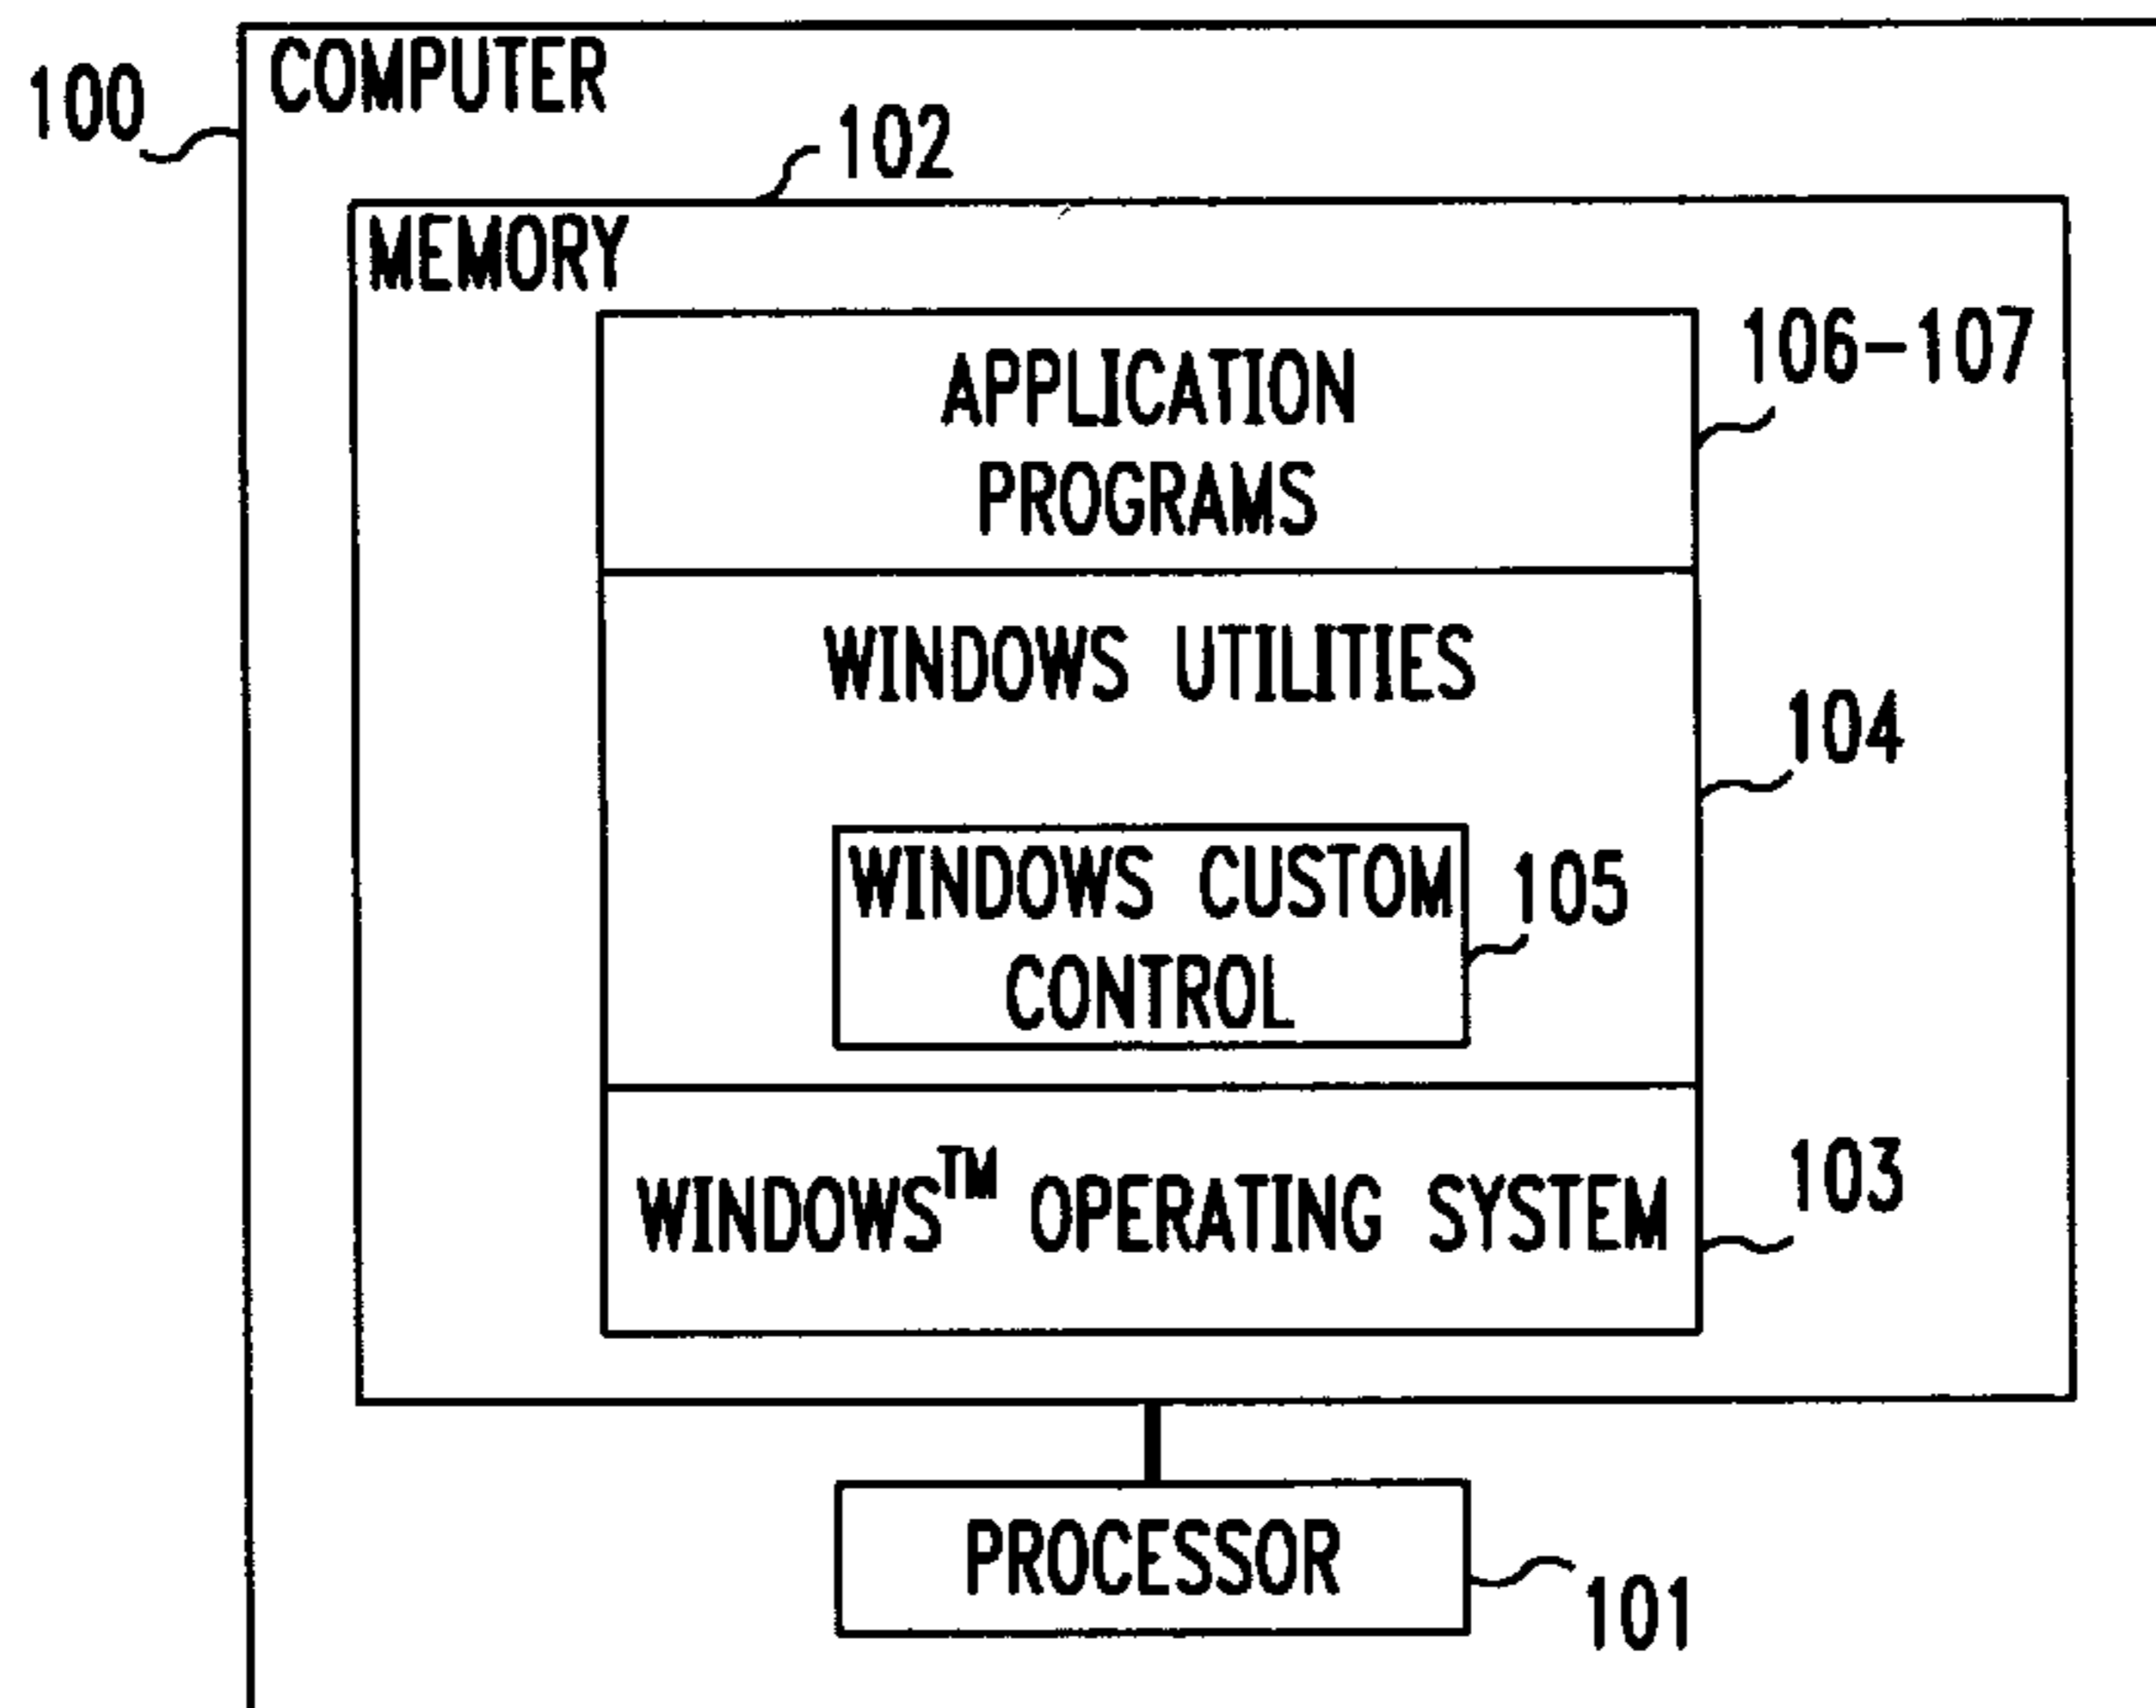 COMPUTER
100
102
MEMORY
106-107
APPLICATION
PROGRAMS
WINDOWS UTILITIES
104
WINDOWS CUSTOM
105
CONTROL
WINDOWS™ OPERATING SYSTEM
103
PROCESSOR
101